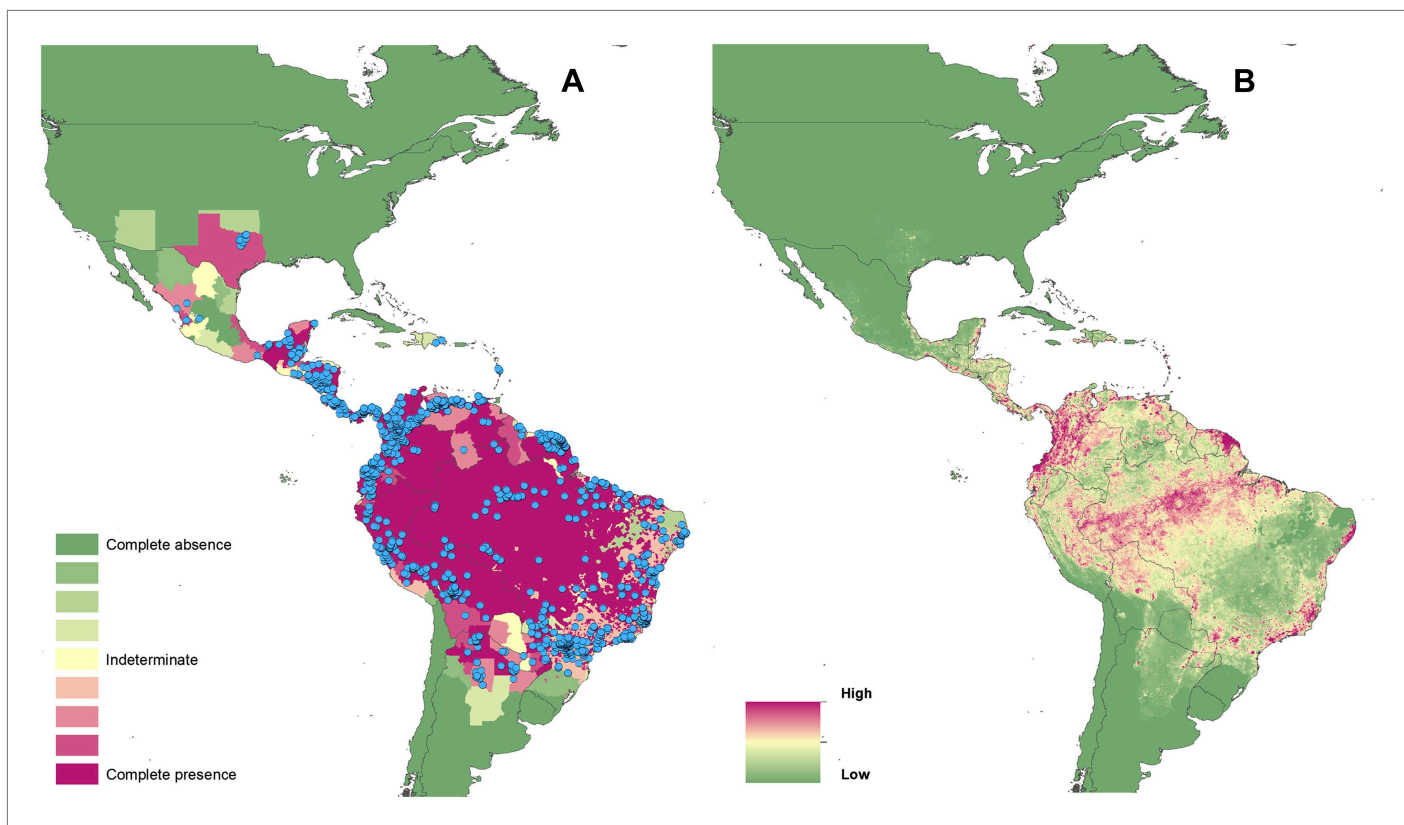 A
B
Complete absence
Indeterminate
Complete presence
High
Low